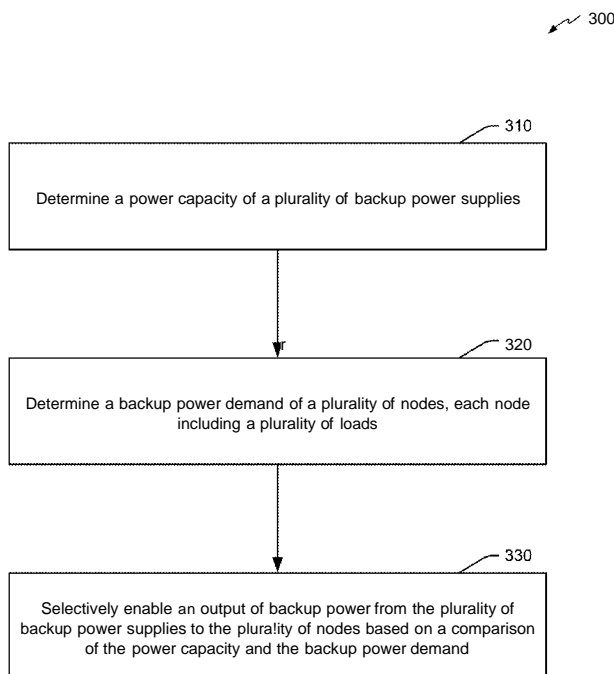 300
310
Determine a power capacity of a plurality of backup power supplies
r
320
Determine a backup power demand of a plurality of nodes, each node
including a plurality of loads
330
Selectively enable an output of backup power from the plurality of
backup power supplies to the plura!ity of nodes based on a comparison
of the power capacity and the backup power demand